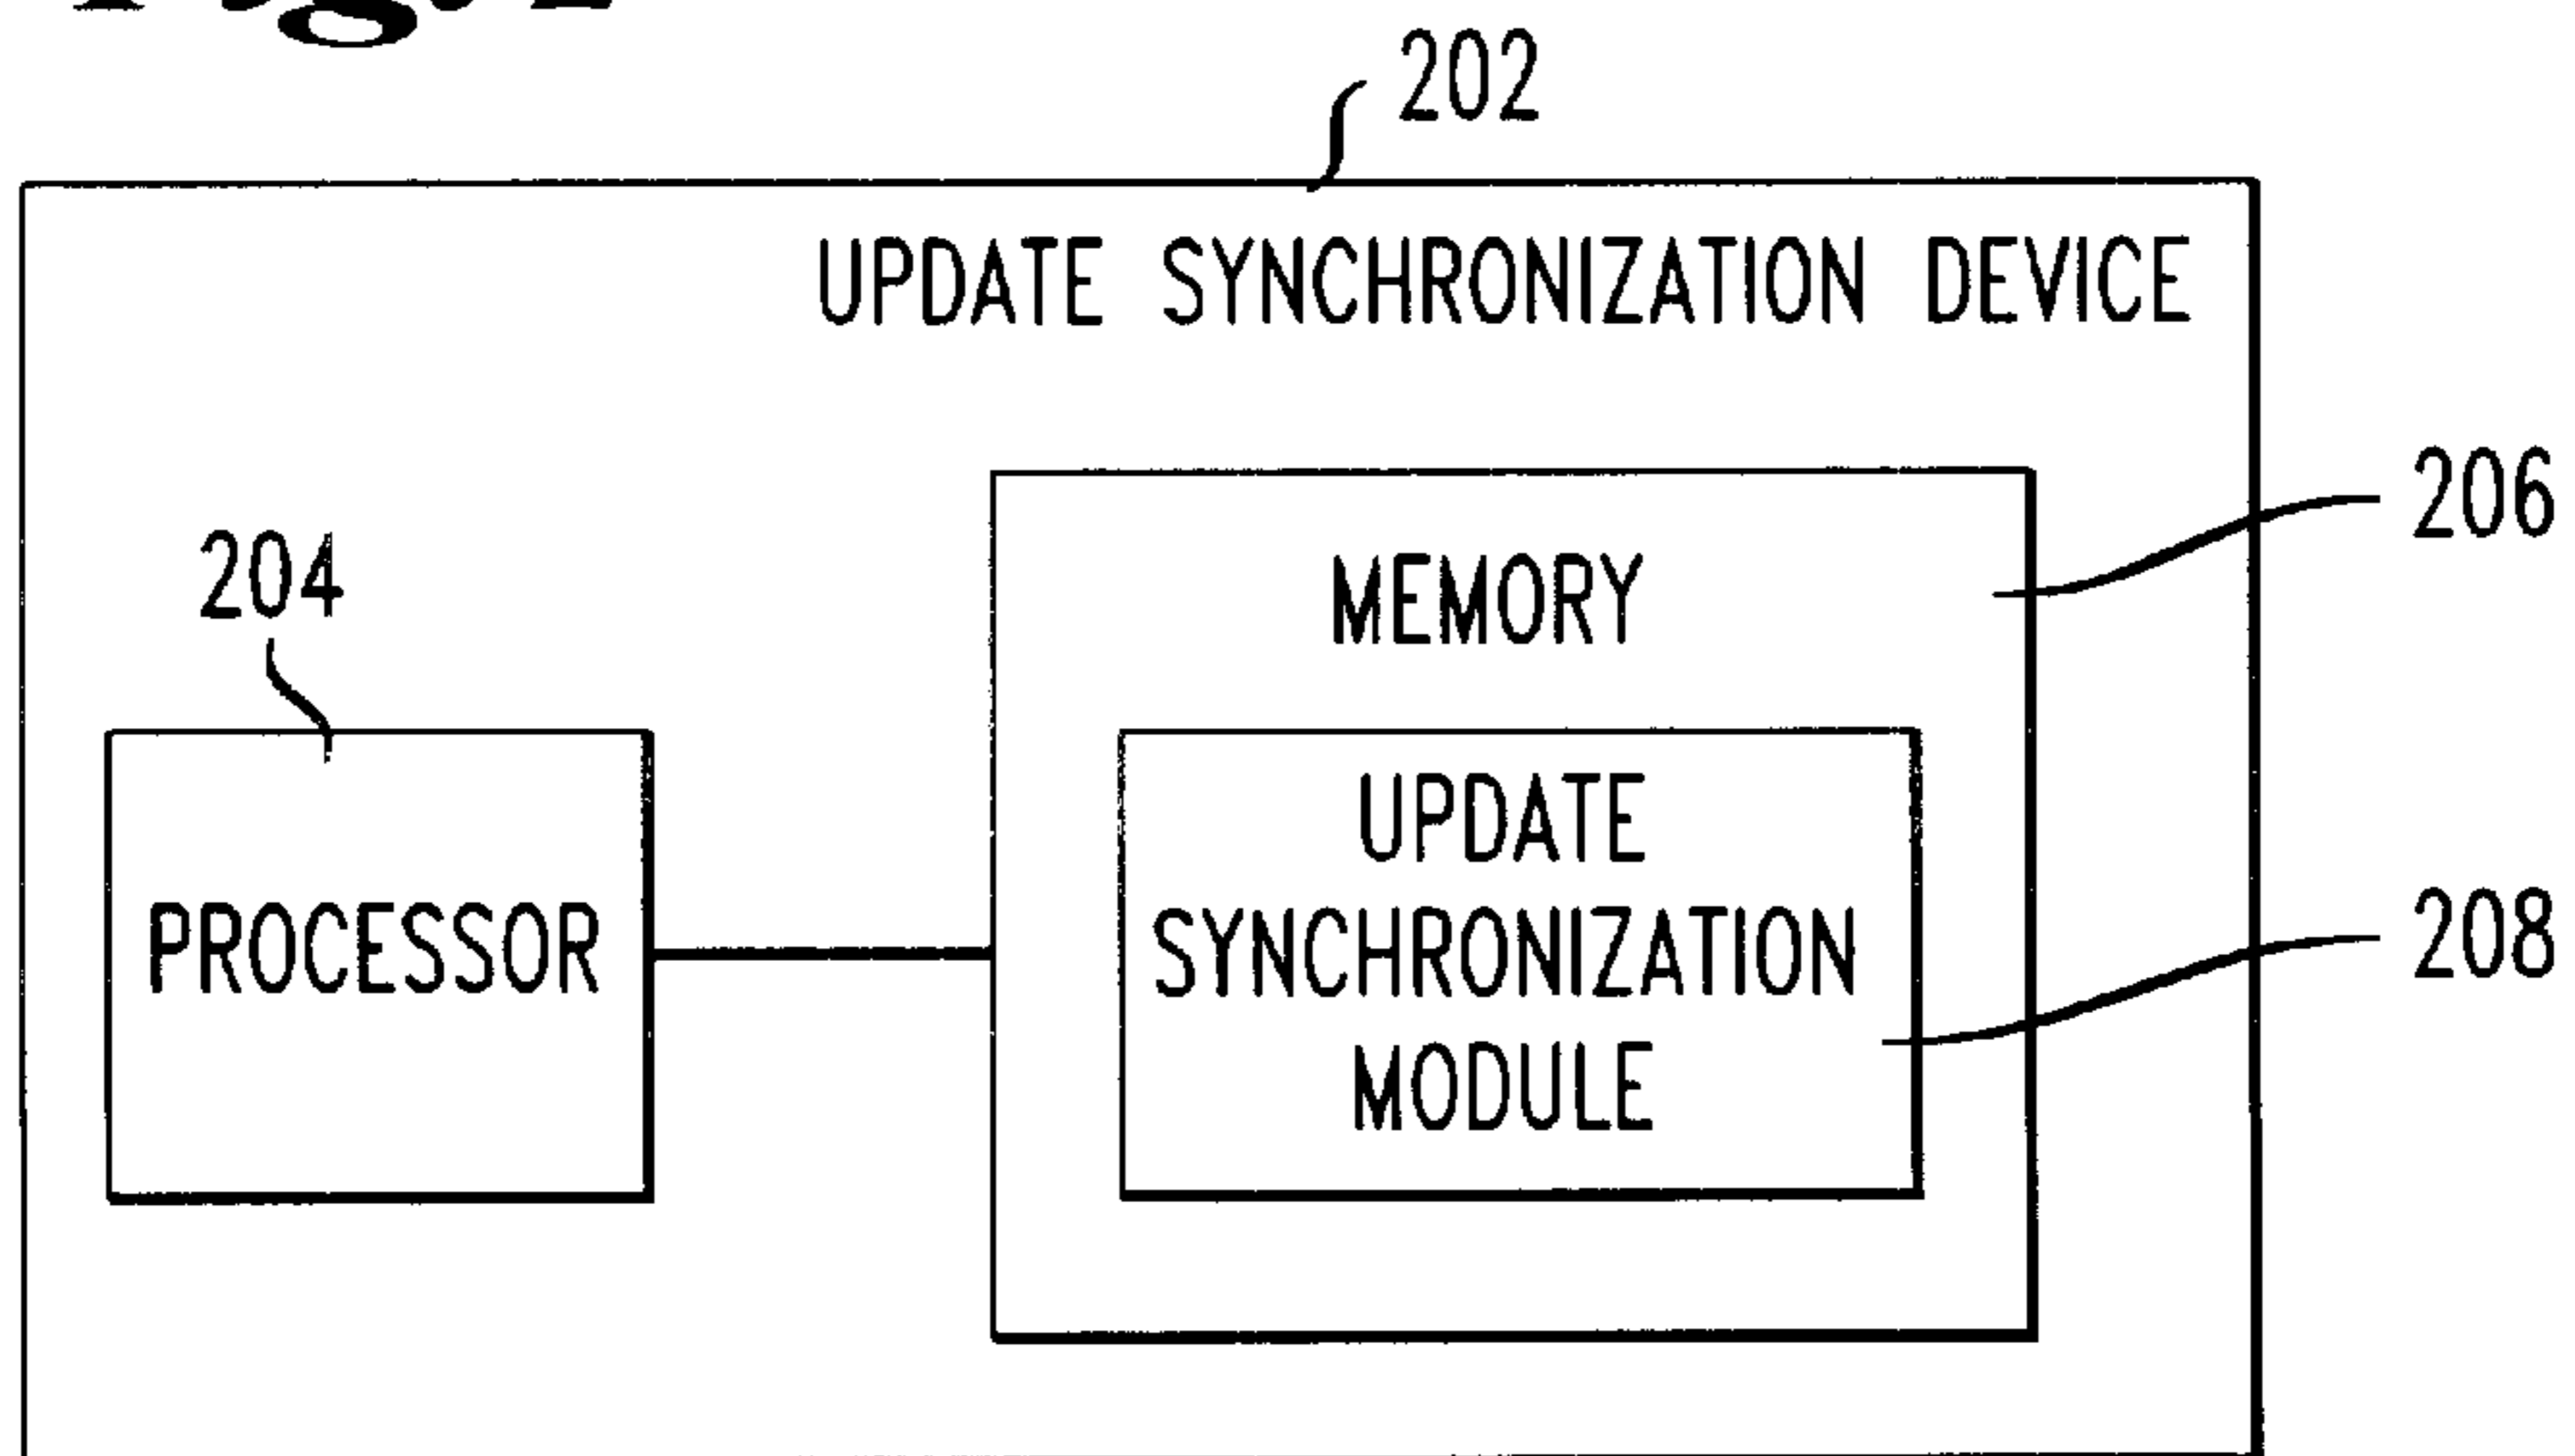 202
UPDATE SYNCHRONIZATION DEVICE
206
MEMORY
204
PROCESSOR
UPDATE
SYNCHRONIZATION
MODULE
208